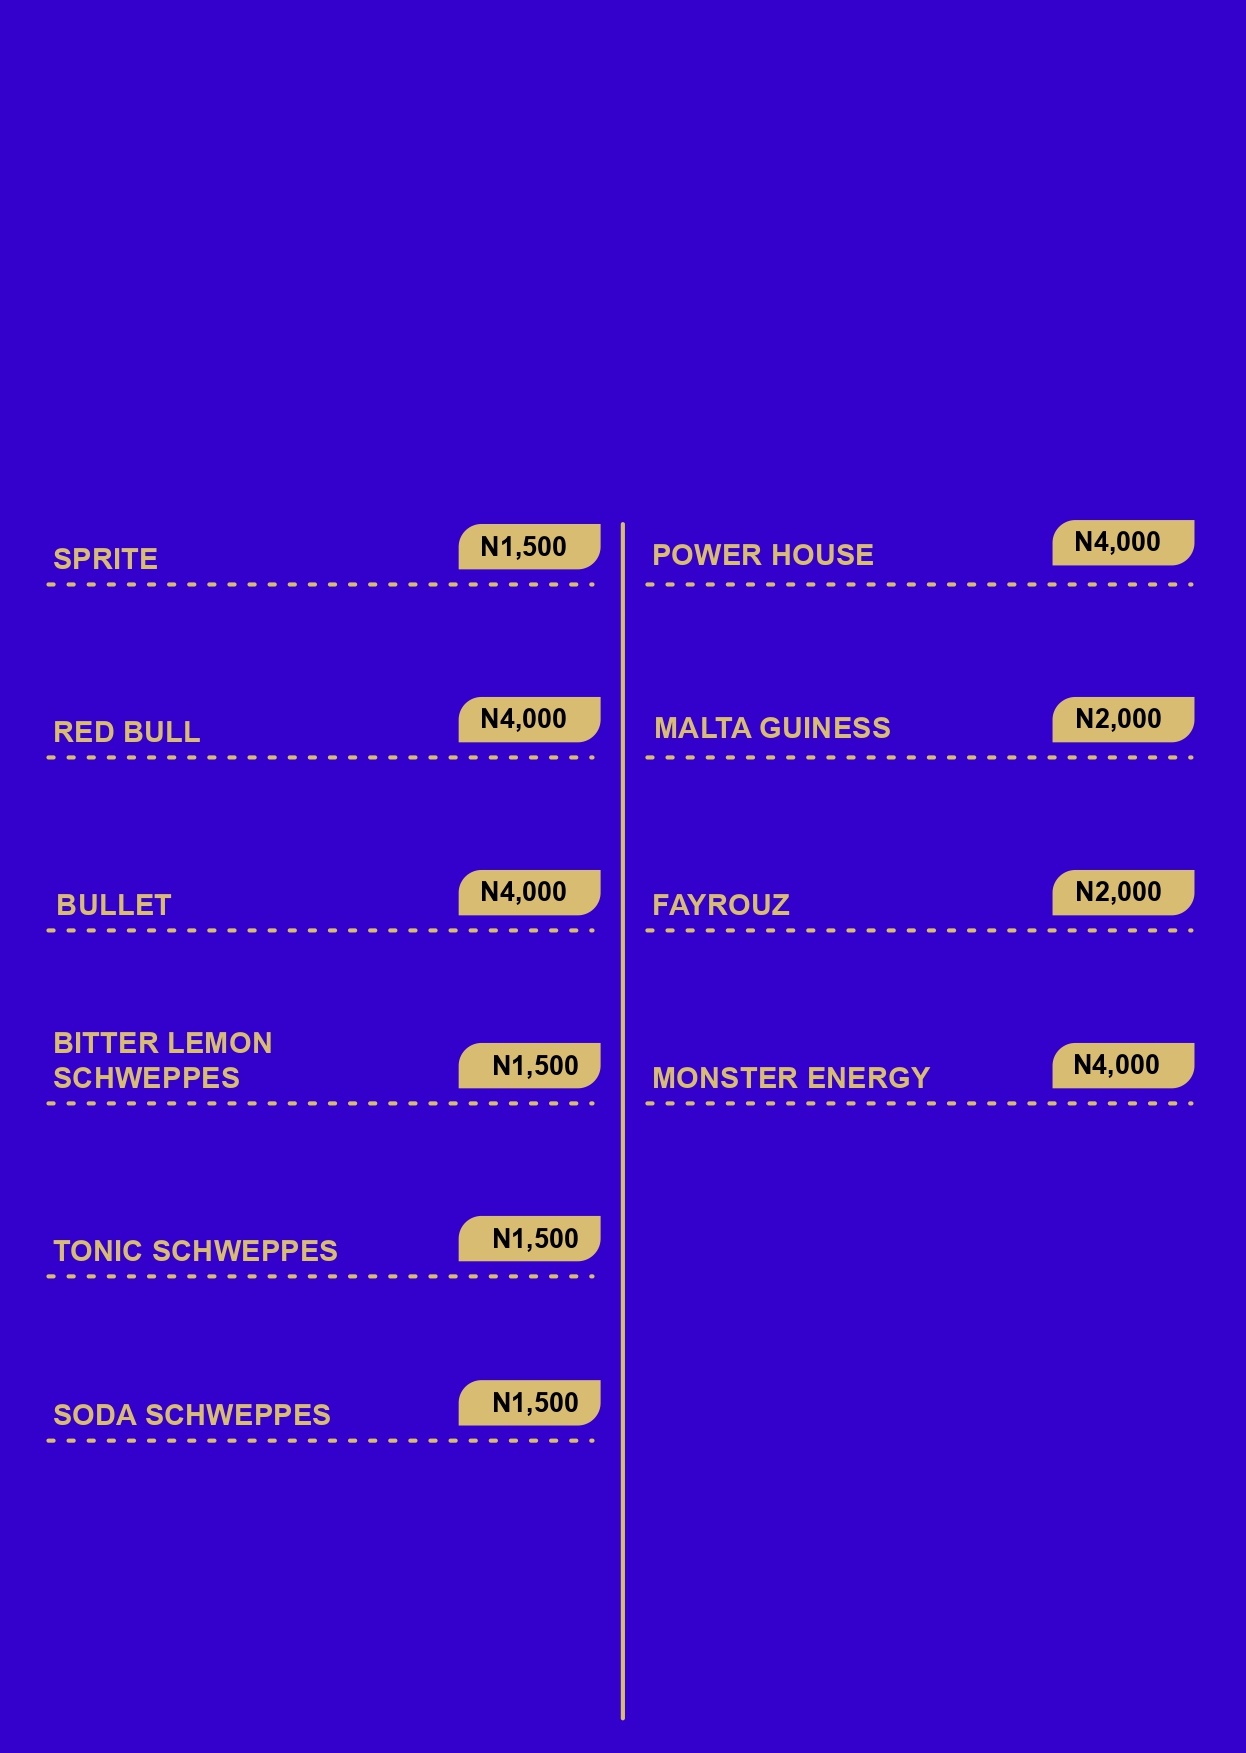 SPRITE
N1,500
RED BULL
N4,000
BULLET
N4,000
BITTER LEMON
SCHWEPPES
N1,500
TONIC SCHWEPPES
N1,500
SODA SCHWEPPES
N1,500
POWER HOUSE
N4,000
MALTA GUINESS
N2,000
FAYROUZ
N2,000
MONSTER ENERGY
N4,000